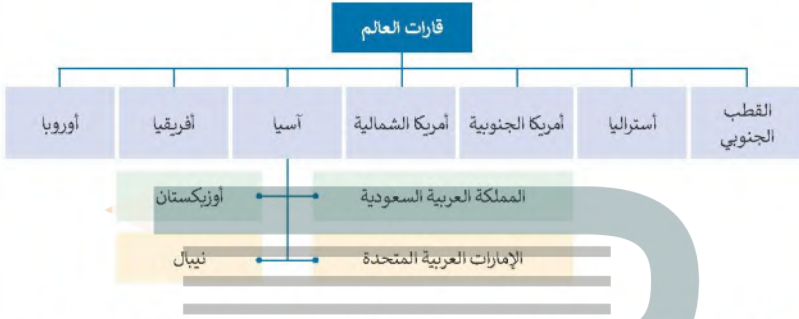 قارات العالم
القطب الجنوبي
أستراليا
أمريكا الجنوبية
أمريكا الشمالية
آسيا
أفريقيا
أوروبا
المملكة العربية السعودية
أوزبكستان
الإمارات العربية المتحدة
نيبال